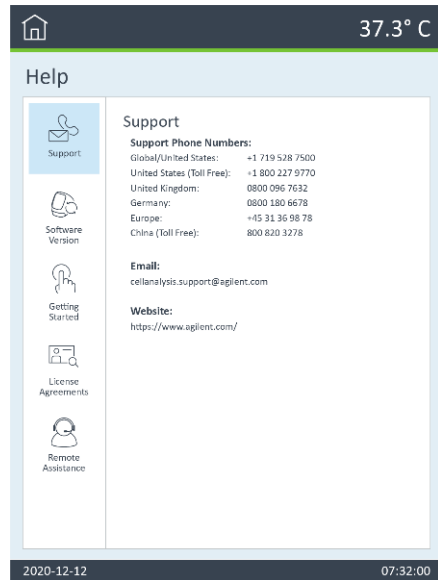 37.3° C
Help
Support
Software
Version
Getting
Started
License
Agreements
Remote
Assistance
Support
Support Phone Numbers:
Global/United States: +1 719 528 7500
United States (Toll Free): +1 800 227 9770
United Kingdom: 0800 096 7632
Germany: 0800 180 6678
Europe: +45 31 36 98 78
China (Toll Free): 800 820 3278
Email:
cellanalysis.support@agilent.com
Website:
https://www.agilent.com/
2020-12-12 07:32:00